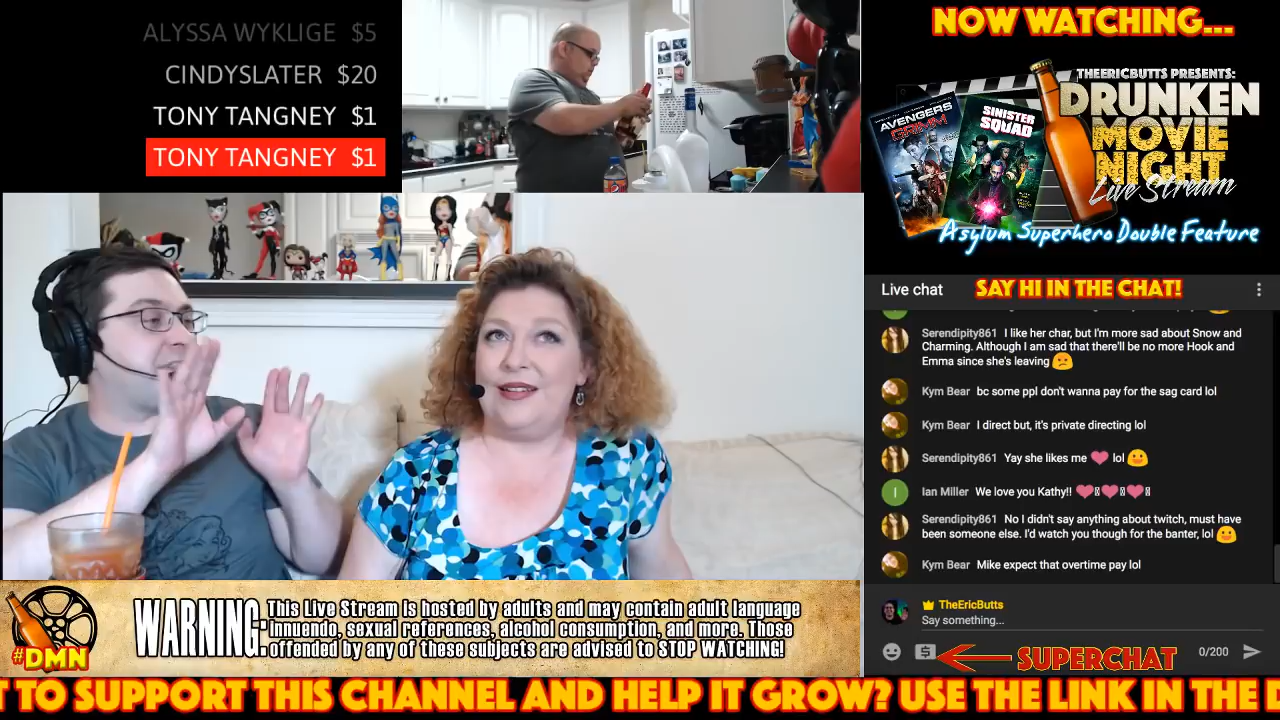 ALYSSA WYKLIGE $5
CINDYSLATER $20
TONY TANGNEY $1
TONY TANGNEY $1
NOW WATCHING...
THEERICBUTTS PRESENTS:
DRUNKEN
MOVIE
NIGHT
Live Stream
AVENGERS
GRIMM
SINISTER
SQUAD
Asylum Superhero Double Feature
Live chat
SAY HI IN THE CHAT!
Serendipity861 I like her char, but I'm more sad about Snow and
Charming. Although I am sad that there'll be no more Hook and
Emma since she's leaving 😕
Kym Bear bc some ppl don't wanna pay for the sag card lol
Kym Bear I direct but, it's private directing lol
Serendipity861 Yay she likes me ❤ lol 😀
I
Ian Miller We love you Kathy!! ❤❤❤
Serendipity861 No I didn't say anything about twitch, must have
been someone else. I'd watch you though for the banter, lol 😀
Kym Bear Mike expect that overtime pay lol
TheEricButts
Say something...
SUPERCHAT
0/200
#DMN
WARNING:
This Live Stream is hosted by adults and may contain adult language
innuendo, sexual references, alcohol consumption, and more. Those
offended by any of these subjects are advised to STOP WATCHING!
T TO SUPPORT THIS CHANNEL AND HELP IT GROW? USE THE LINK IN THE D